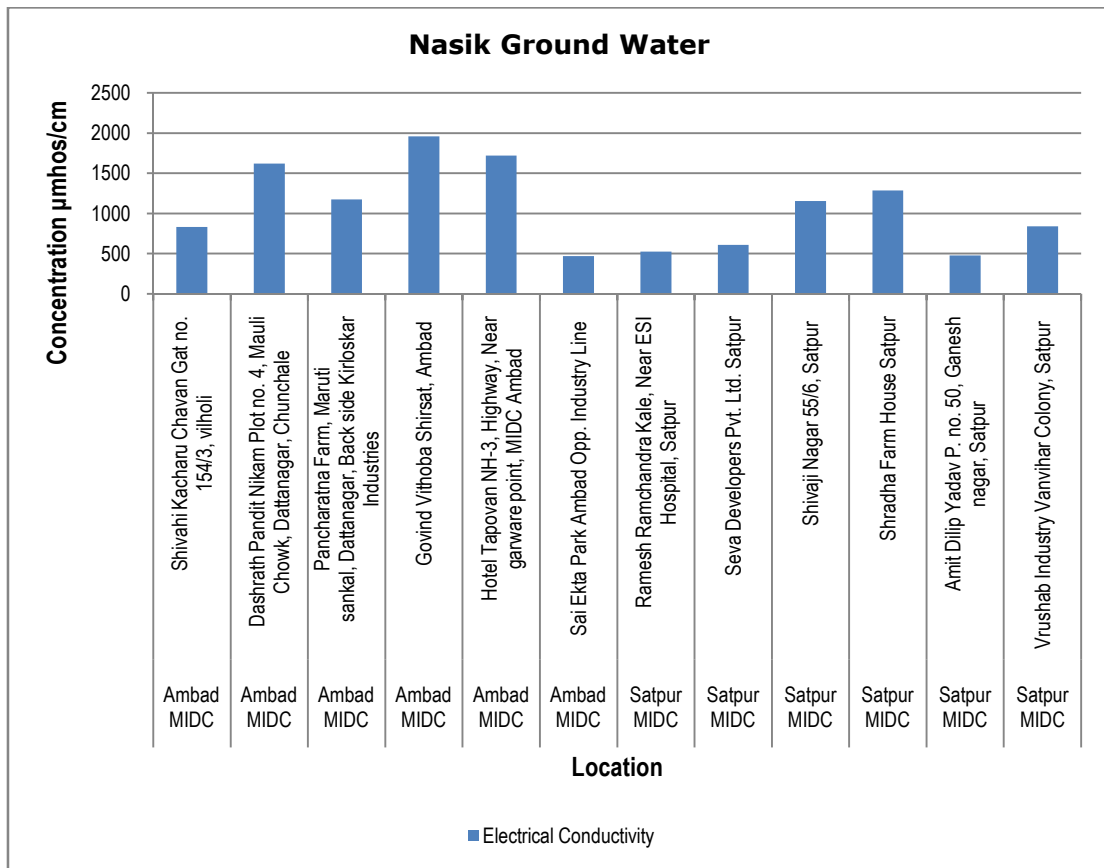 Nasik Ground Water
Concentration µmhos/cm
2500
2000
1500
1000
500
0
Shivahi Kacharu Chavan Gat no.
154/3, vilholi
Dashrath Pandit Nikam Plot no. 4, Mauli
Chowk, Dattanagar, Chunchale
Pancharatna Farm, Maruti
sankal, Dattanagar, Back side Kirloskar
Industries
Govind Vithoba Shirsat, Ambad
Hotel Tapovan NH-3, Highway, Near
garware point, MIDC Ambad
Sai Ekta Park Ambad Opp. Industry Line
Ramesh Ramchandra Kale, Near ESI
Hospital, Satpur
Seva Developers Pvt. Ltd. Satpur
Shivaji Nagar 55/6, Satpur
Shradha Farm House Satpur
Amit Dilip Yadav P. no. 50, Ganesh
nagar, Satpur
Vrushab Industry Vanvihar Colony, Satpur
Ambad
MIDC
Ambad
MIDC
Ambad
MIDC
Ambad
MIDC
Ambad
MIDC
Ambad
MIDC
Satpur
MIDC
Satpur
MIDC
Satpur
MIDC
Satpur
MIDC
Satpur
MIDC
Satpur
MIDC
Location
Electrical Conductivity